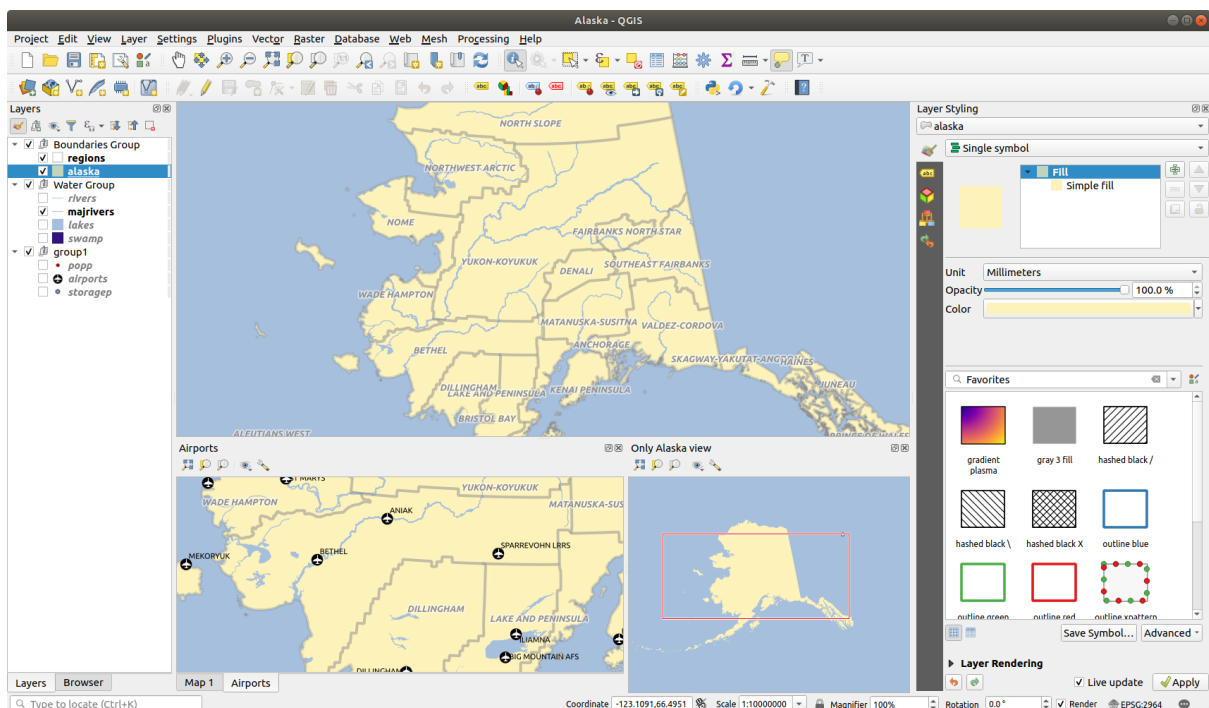 Alaska - QGIS
Project Edit View Layer Settings Plugins Vector Raster Database Web Mesh Processing Help
Layers
Boundaries Group
regions
alaska
Water Group
rivers
majrivers
lakes
swamp
group1
popp
airports
storagep
Layers Browser
NORTH SLOPE
NORTHWEST ARCTIC
NOME
FAIRBANKS NORTH STAR
YUKON-KOYUKUK
SOUTHEAST FAIRBANKS
DENALI
WADE HAMPTON
MATANUSKA-SUSITNA
VALDEZ-CORDOVA
ANCHORAGE
BETHEL
SKAGWAY-YAKUTAT-ANGOON
HAINES
DILLINGHAM
LAKE AND PENINSULA
KENAI PENINSULA
JUNEAU
BRISTOL BAY
ALEUTIANS WEST
PRINCE OF WALES
Airports
ST MARYS
YUKON-KOYUKUK
WADE HAMPTON
MATANUSKA-SUS
ANIAK
MEKORYUK
BETHEL
SPARREVOHN LRRS
DILLINGHAM
LAKE AND PENINSULA
ILIAMNA
BIG MOUNTAIN AFS
DILLINGHAM
Map 1 Airports
Only Alaska view
Layer Styling
alaska
Single symbol
Fill
Simple fill
Unit Millimeters
Opacity 100.0 %
Color
Favorites
gradient plasma
gray 3 fill
hashed black /
hashed black \
hashed black X
outline blue
outline green
outline red
outline xpattern
Save Symbol... Advanced
Layer Rendering
Live update Apply
Type to locate (Ctrl+K)
Coordinate -123.1091,66.4951 Scale 1:10000000 Magnifier 100% Rotation 0.0° Render EPSG:2964